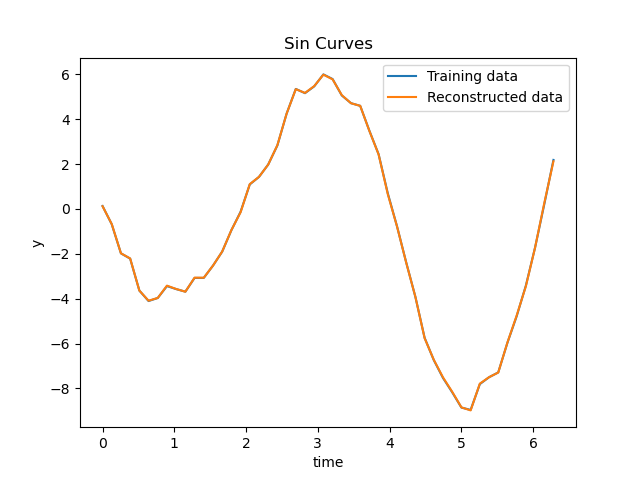 Sin Curves
Training data
Reconstructed data
6
4
2
0
−2
−4
−6
−8
y
0 1 2 3 4 5 6
time